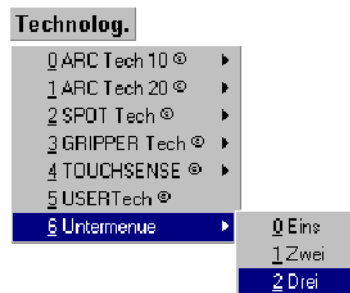 Technolog.
0 ARC Tech 10 ©
1 ARC Tech 20 ©
2 SPOT Tech ©
3 GRIPPER Tech ©
4 TOUCHSENSE ©
5 USERTech ©
6 Untermenue
0 Eins
1 Zwei
2 Drei